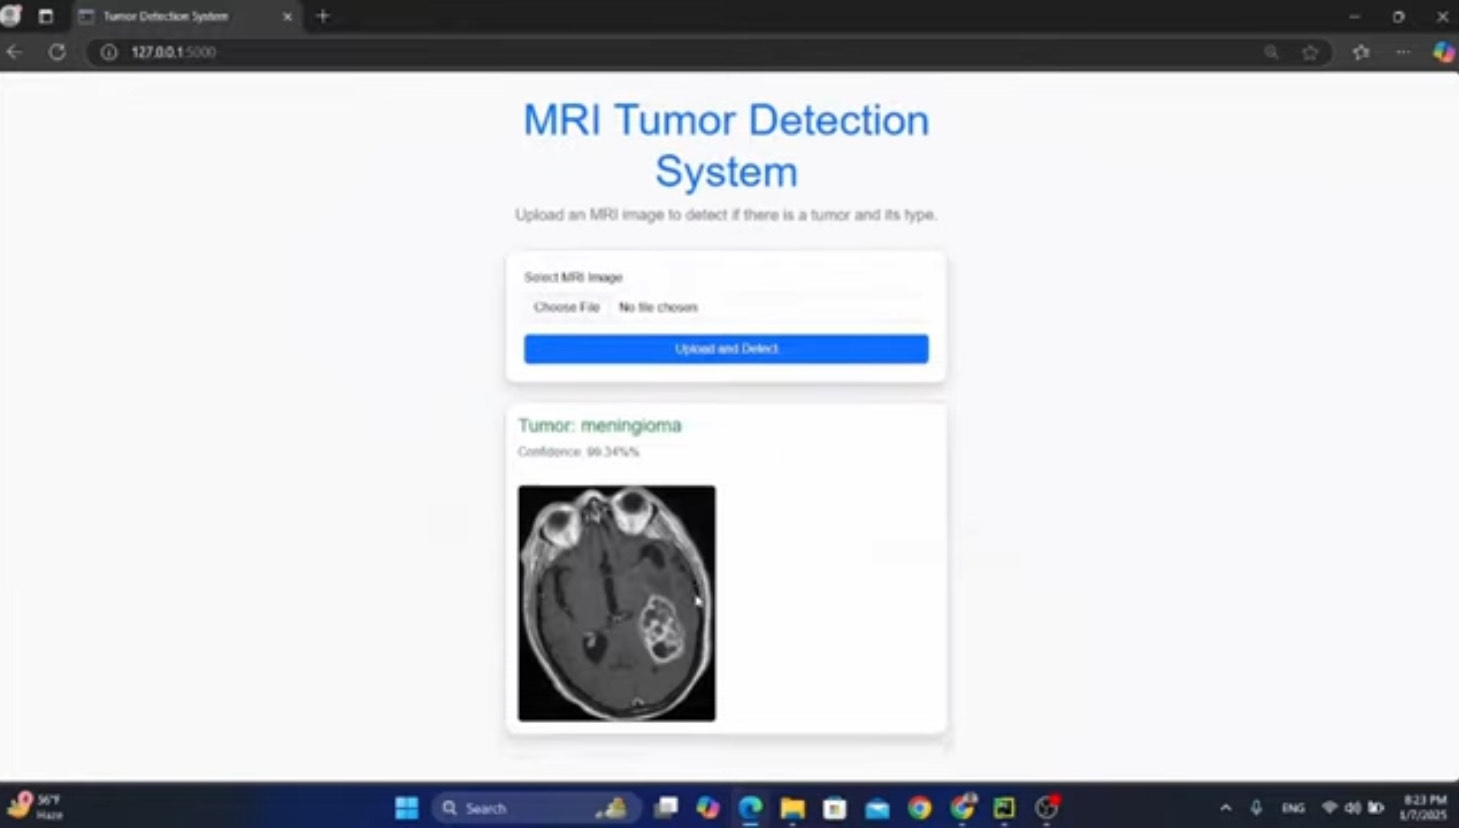 Tumor Detection System
127.0.0.1:5000
MRI Tumor Detection
System
Upload an MRI image to detect if there is a tumor and its type.
Select MRI Image
Choose File No file chosen
Upload and Detect
Tumor: meningioma
Confidence: 99.34%%
56°F
Haze
Search
ENG
8:23 PM
1/7/2025